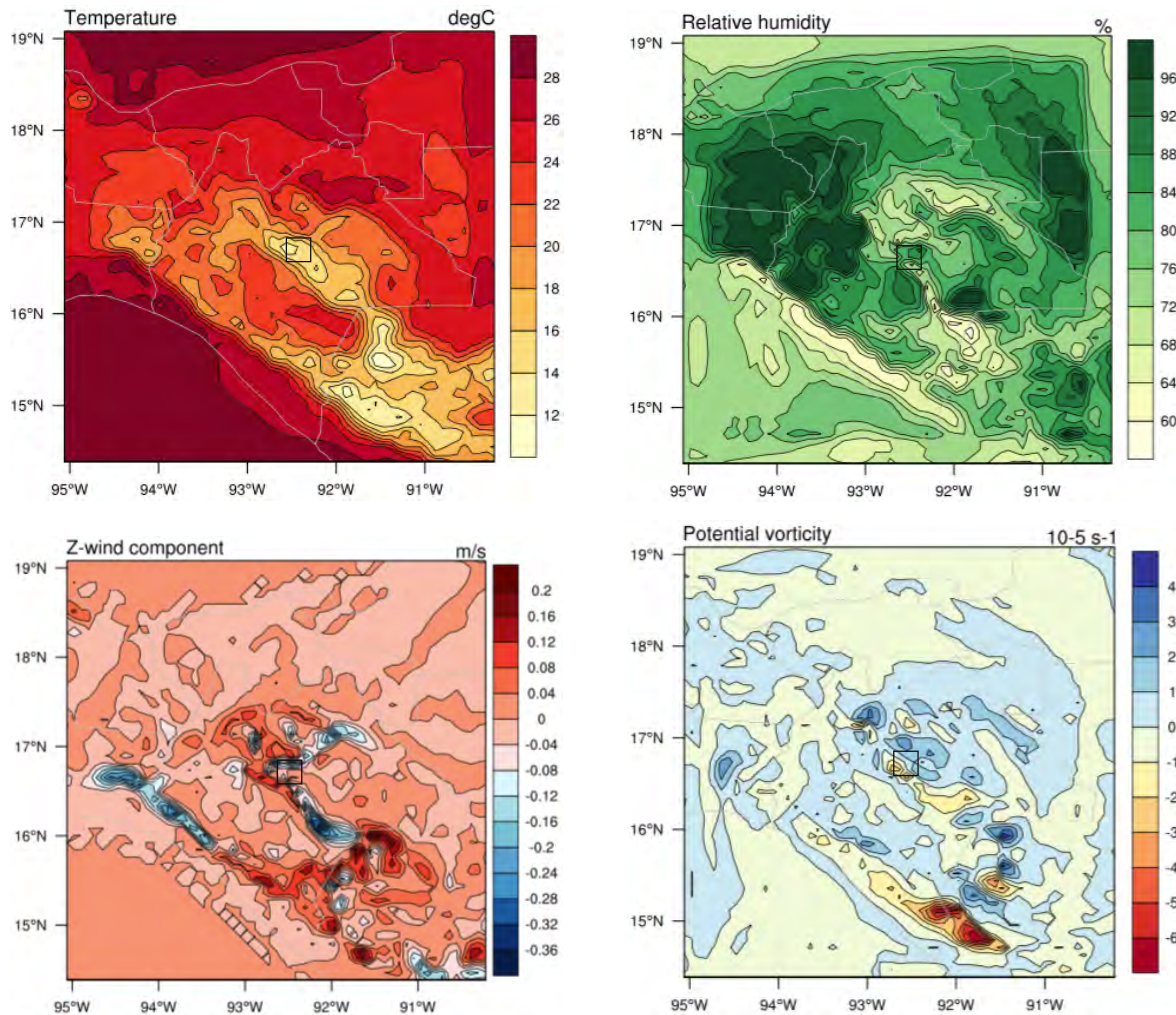 Temperature degC
19°N
18°N
17°N
16°N
15°N
95°W 94°W 93°W 92°W 91°W
28
26
24
22
20
18
16
14
12
Relative humidity %
19°N
18°N
17°N
16°N
15°N
95°W 94°W 93°W 92°W 91°W
96
92
88
84
80
76
72
68
64
60
Z-wind component m/s
19°N
18°N
17°N
16°N
15°N
95°W 94°W 93°W 92°W 91°W
0.2
0.16
0.12
0.08
0.04
0
-0.04
-0.08
-0.12
-0.16
-0.2
-0.24
-0.28
-0.32
-0.36
Potential vorticity 10-5 s-1
19°N
18°N
17°N
16°N
15°N
95°W 94°W 93°W 92°W 91°W
4
3
2
1
0
-1
-2
-3
-4
-5
-6